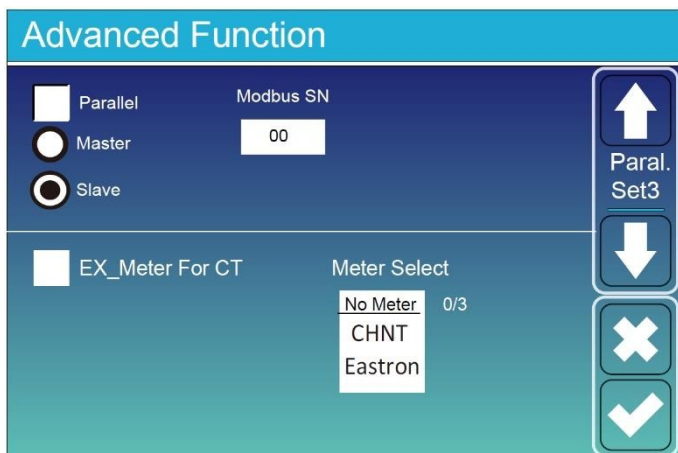 Advanced Function
Parallel
Modbus SN
Master
00
Slave
Paral.
Set3
EX_Meter For CT
Meter Select
No Meter
0/3
CHNT
Eastron